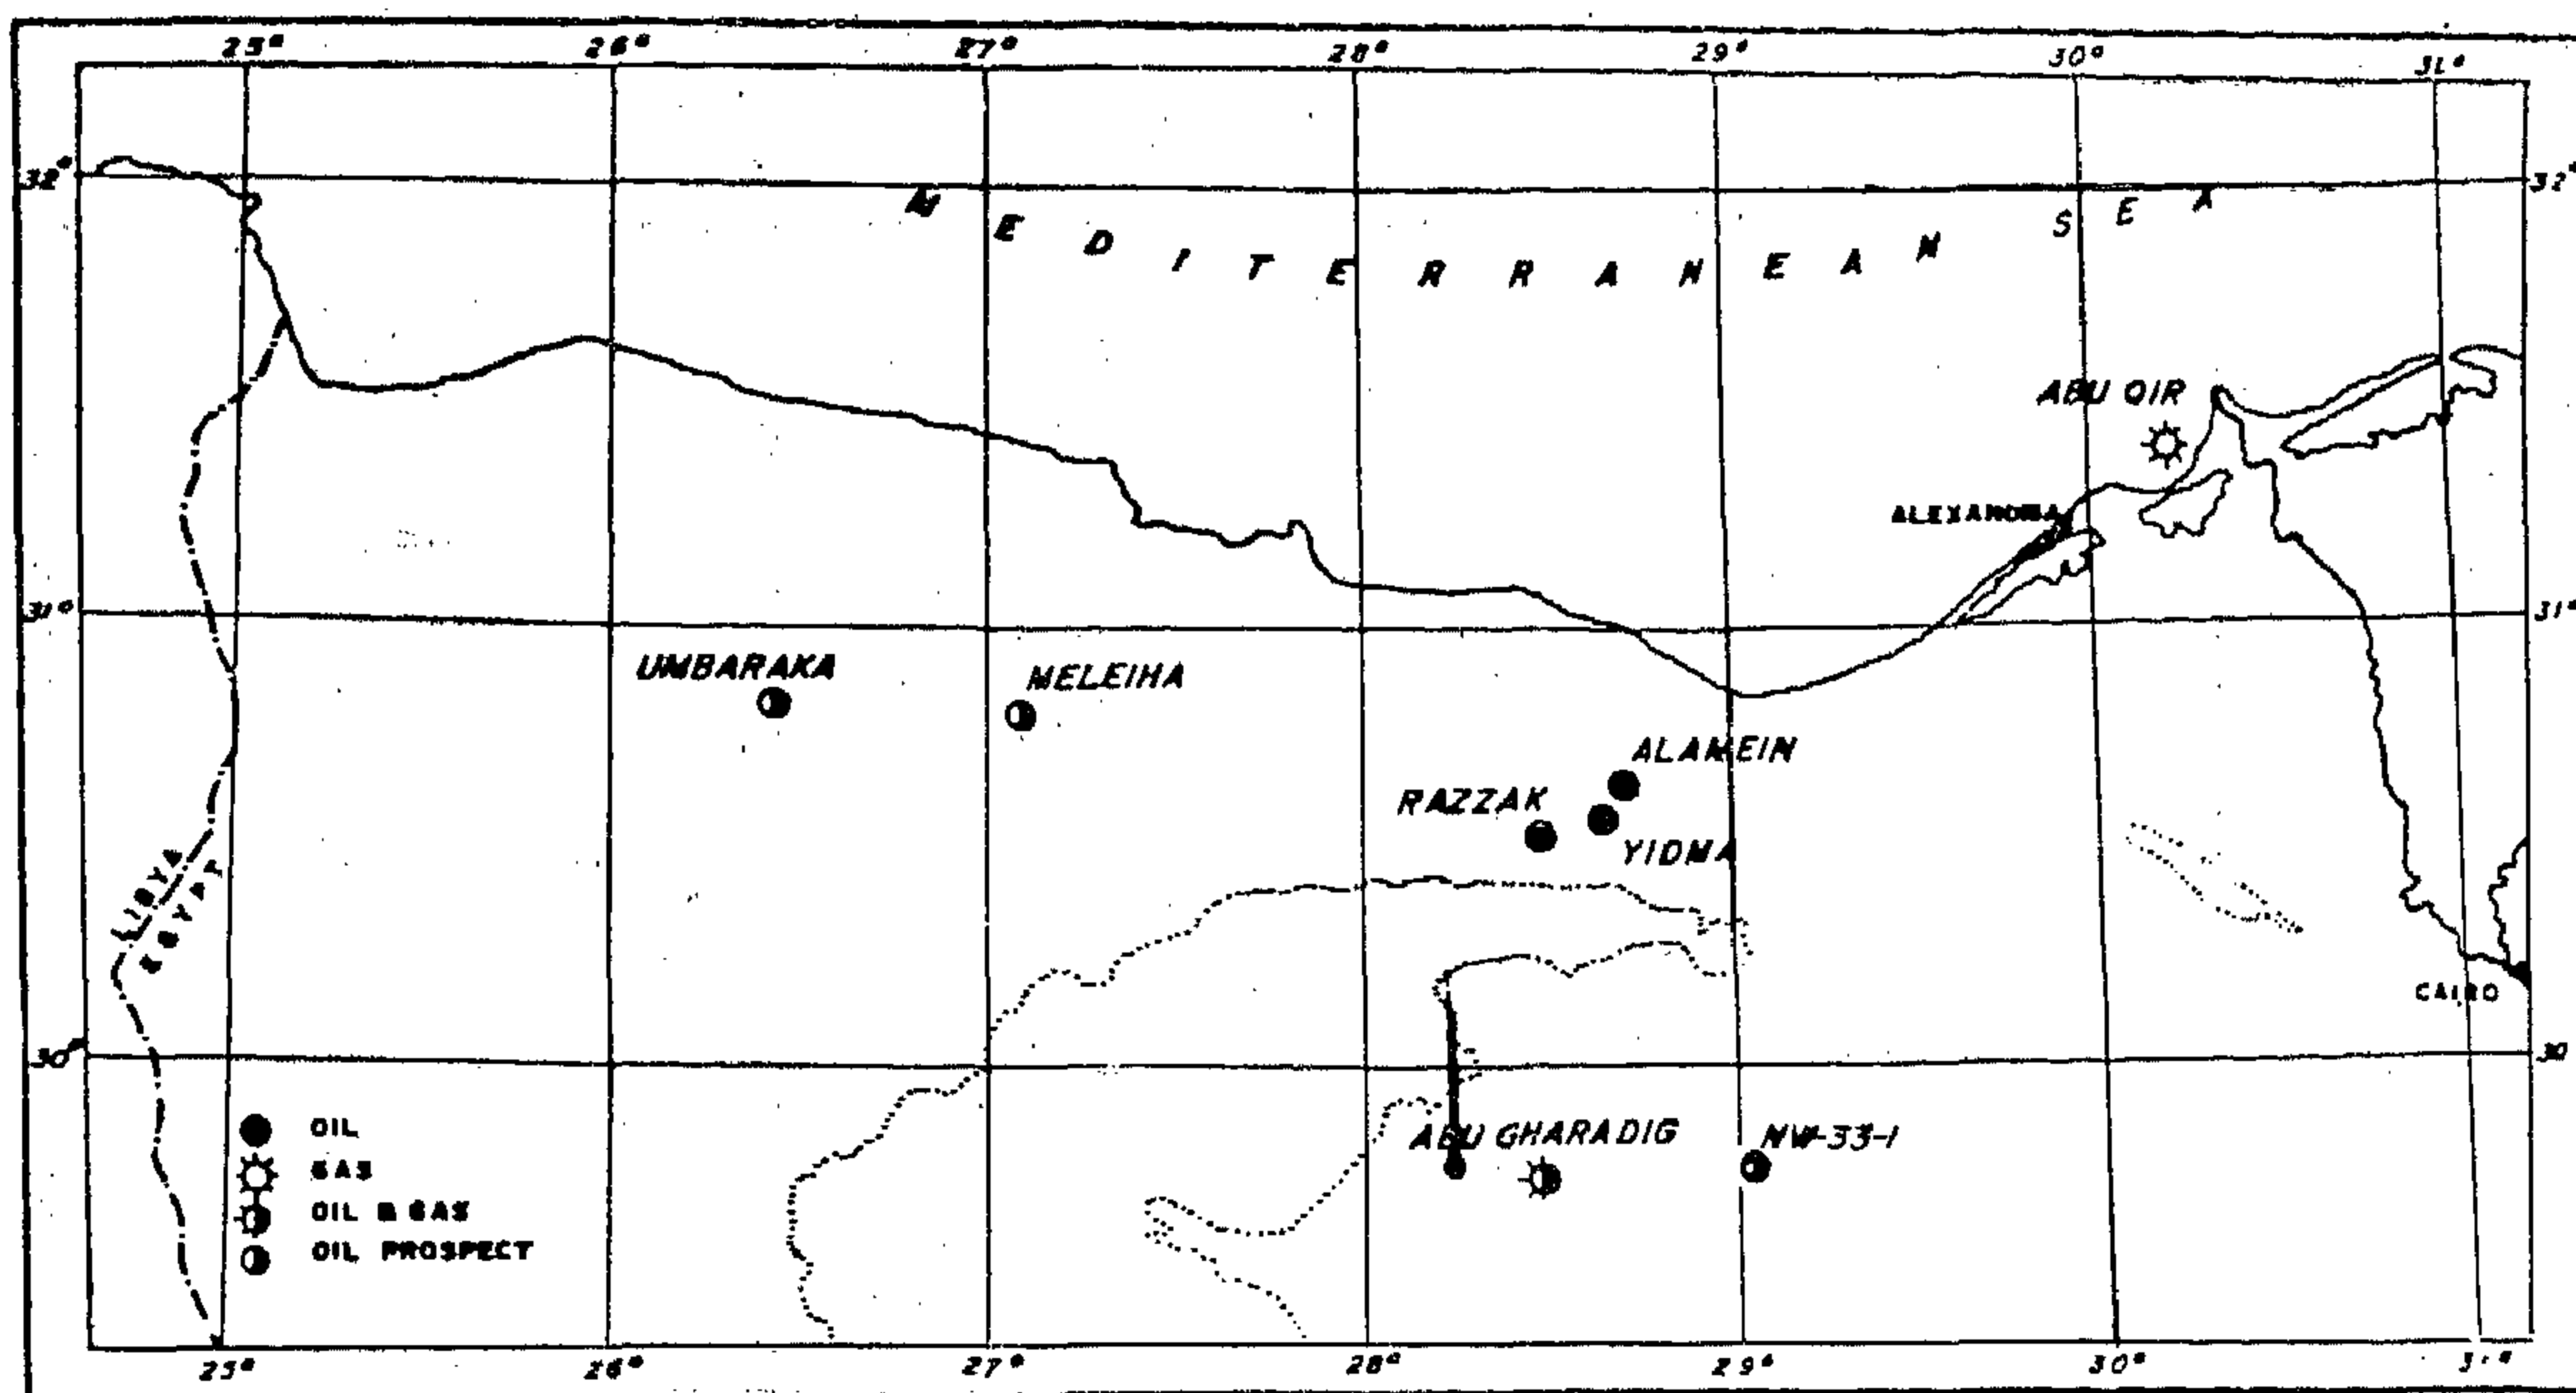 25° 26° 27° 28° 29° 30° 31°
32° 32°
MEDITERRANEAN SEA
ABU QIR
ALEXANDRIA
31° 31°
UMBARAKA
MELEIHA
ALAMEIN
RAZZAK
YIDMA
LIBYA
EGYPT
CAIRO
30° 30
ABU GHARADIG
NW-33-1
OIL
GAS
OIL & GAS
OIL PROSPECT
25° 26° 27° 28° 29° 30° 31°